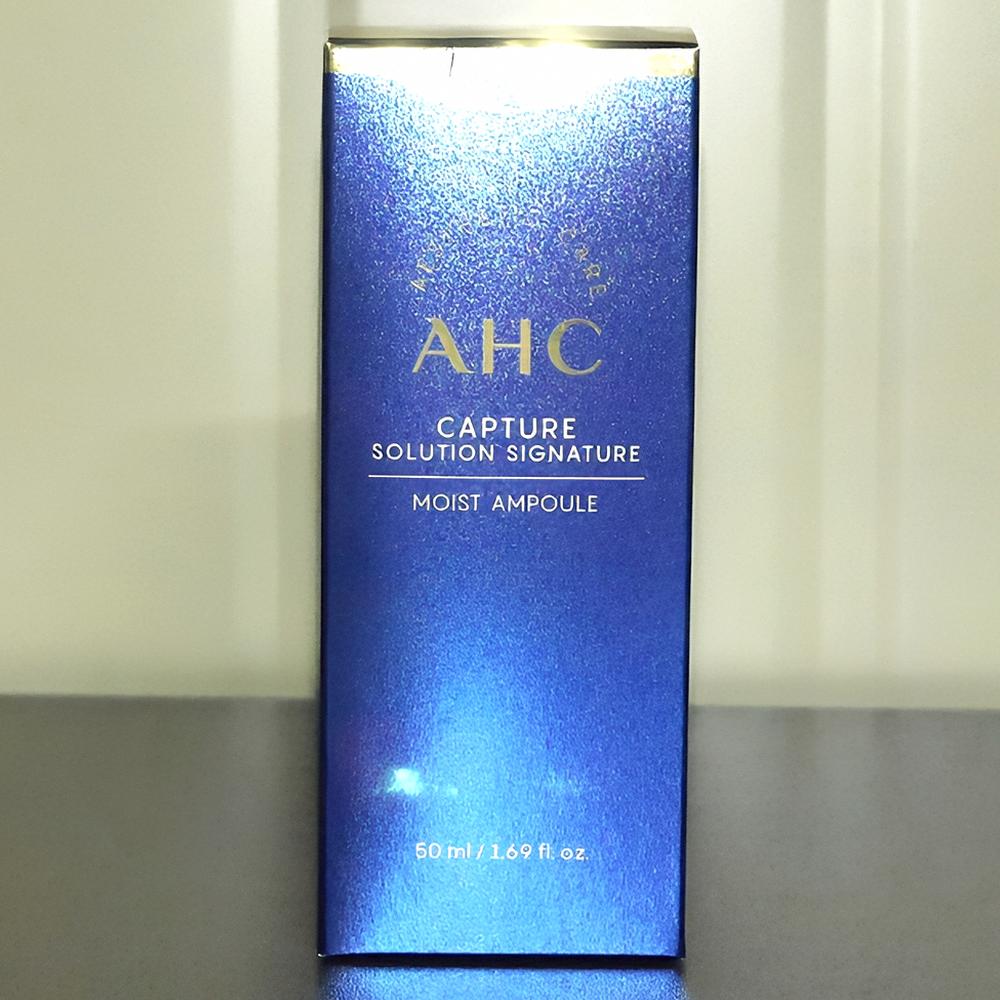 AHC
CAPTURE
SOLUTION SIGNATURE
MOIST AMPOULE
50 ml / 1.69 fl. oz.